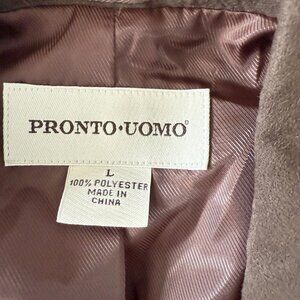 PRONTO♦UOMO®
L
100% POLYESTER
MADE IN
CHINA